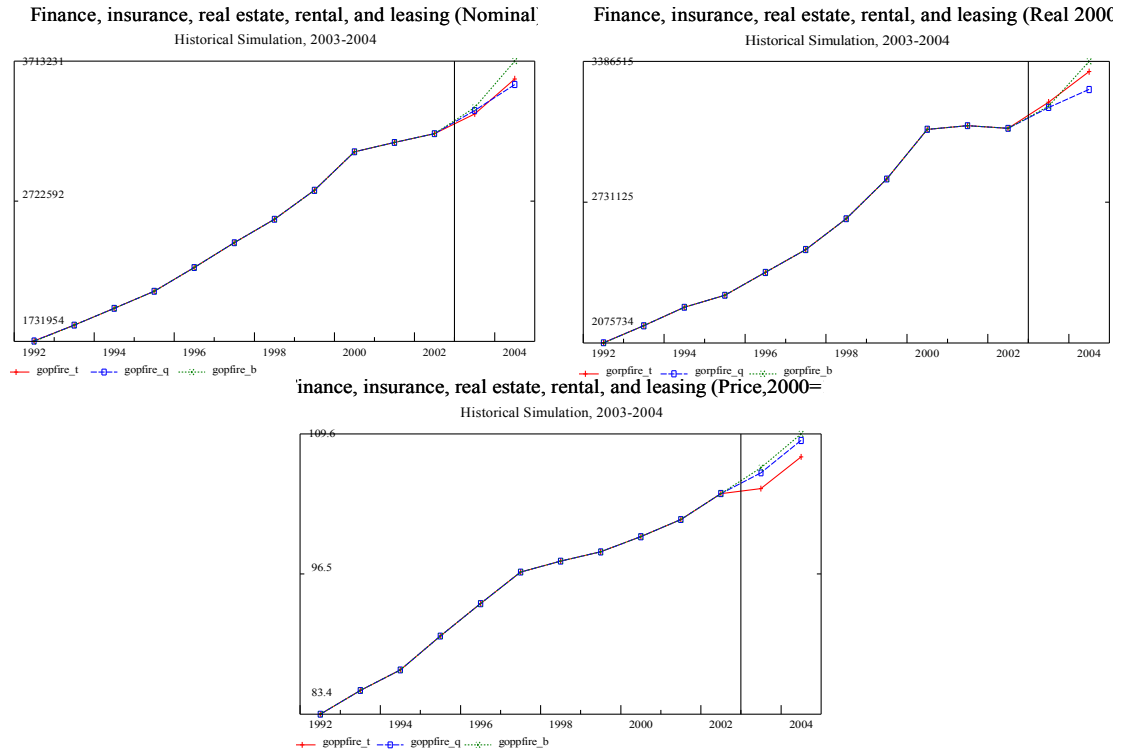 Finance, insurance, real estate, rental, and leasing (Nominal)
Historical Simulation, 2003-2004
3713231
2722592
1731954
1992 1994 1996 1998 2000 2002 2004
gopfire_t gopfire_q gopfire_b
Finance, insurance, real estate, rental, and leasing (Real 2000
Historical Simulation, 2003-2004
3386515
2731125
2075734
1992 1994 1996 1998 2000 2002 2004
gorpfire_t gorpfire_q gorpfire_b
inance, insurance, real estate, rental, and leasing (Price,2000=
Historical Simulation, 2003-2004
109.6
96.5
83.4
1992 1994 1996 1998 2000 2002 2004
goppfire_t goppfire_q goppfire_b